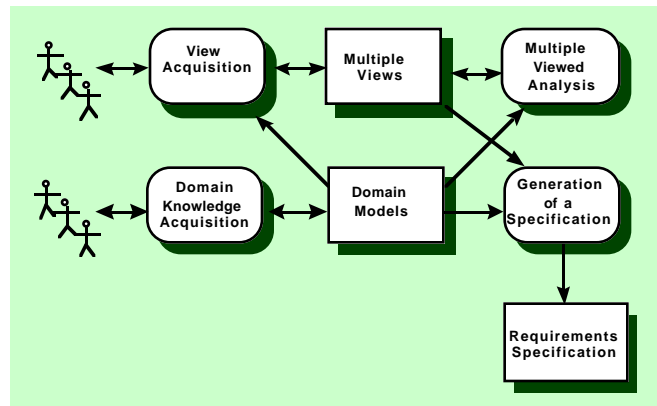 View
Acquisition
Multiple
Views
Multiple
Viewed
Analysis
Domain
Knowledge
Acquisition
Domain
Models
Generation
of a
Specification
Requirements
Specification